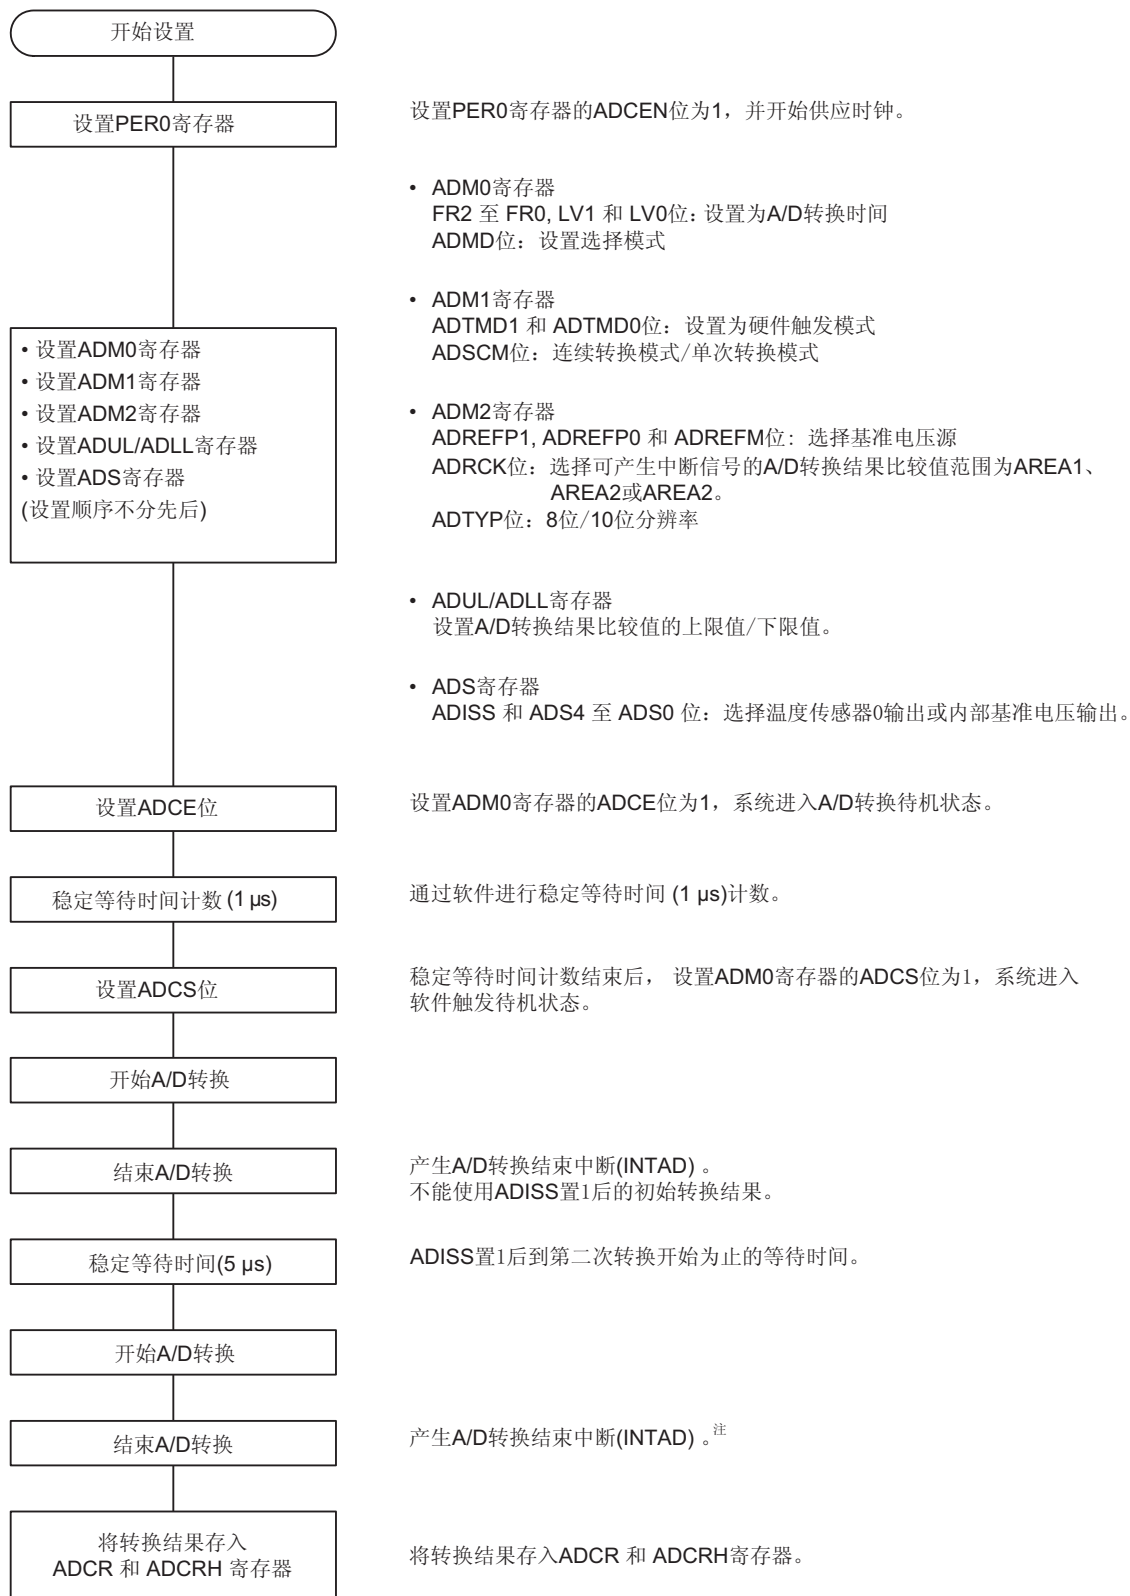 开始设置
设置PER0寄存器
设置PER0寄存器的ADCEN位为1，并开始供应时钟。
• ADM0寄存器
FR2 至 FR0, LV1 和 LV0位：设置为A/D转换时间
ADMD位：设置选择模式
• ADM1寄存器
ADTMD1 和 ADTMD0位：设置为硬件触发模式
ADSCM位：连续转换模式/单次转换模式
• 设置ADM0寄存器
• 设置ADM1寄存器
• 设置ADM2寄存器
• 设置ADUL/ADLL寄存器
• 设置ADS寄存器
(设置顺序不分先后)
• ADM2寄存器
ADREFP1, ADREFP0 和 ADREFM位：选择基准电压源
ADRCK位：选择可产生中断信号的A/D转换结果比较值范围为AREA1、
AREA2或AREA2。
ADTYP位：8位/10位分辨率
• ADUL/ADLL寄存器
设置A/D转换结果比较值的上限值/下限值。
• ADS寄存器
ADISS 和 ADS4 至 ADS0 位：选择温度传感器0输出或内部基准电压输出。
设置ADCE位
设置ADM0寄存器的ADCE位为1，系统进入A/D转换待机状态。
稳定等待时间计数 (1 μs)
通过软件进行稳定等待时间 (1 μs)计数。
设置ADCS位
稳定等待时间计数结束后， 设置ADM0寄存器的ADCS位为1，系统进入
软件触发待机状态。
开始A/D转换
结束A/D转换
产生A/D转换结束中断(INTAD) 。
不能使用ADISS置1后的初始转换结果。
稳定等待时间(5 μs)
ADISS置1后到第二次转换开始为止的等待时间。
开始A/D转换
结束A/D转换
产生A/D转换结束中断(INTAD) 。注
将转换结果存入
ADCR 和 ADCRH 寄存器
将转换结果存入ADCR 和 ADCRH寄存器。